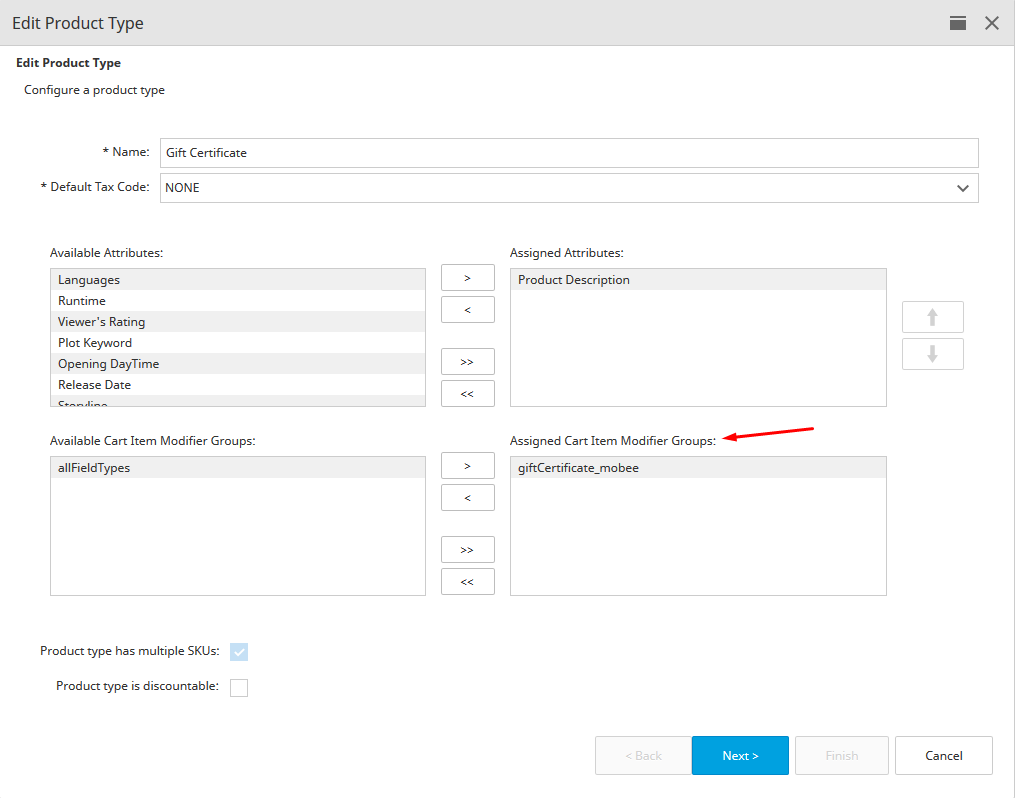 Edit Product Type
Edit Product Type
Configure a product type
* Name: Gift Certificate
* Default Tax Code: NONE
Available Attributes:
Languages
Runtime
Viewer's Rating
Plot Keyword
Opening DayTime
Release Date
Storyline
>
<
>>
<<
Assigned Attributes:
Product Description
Available Cart Item Modifier Groups:
allFieldTypes
>
<
>>
<<
Assigned Cart Item Modifier Groups:
giftCertificate_mobee
Product type has multiple SKUs:
Product type is discountable:
< Back
Next >
Finish
Cancel